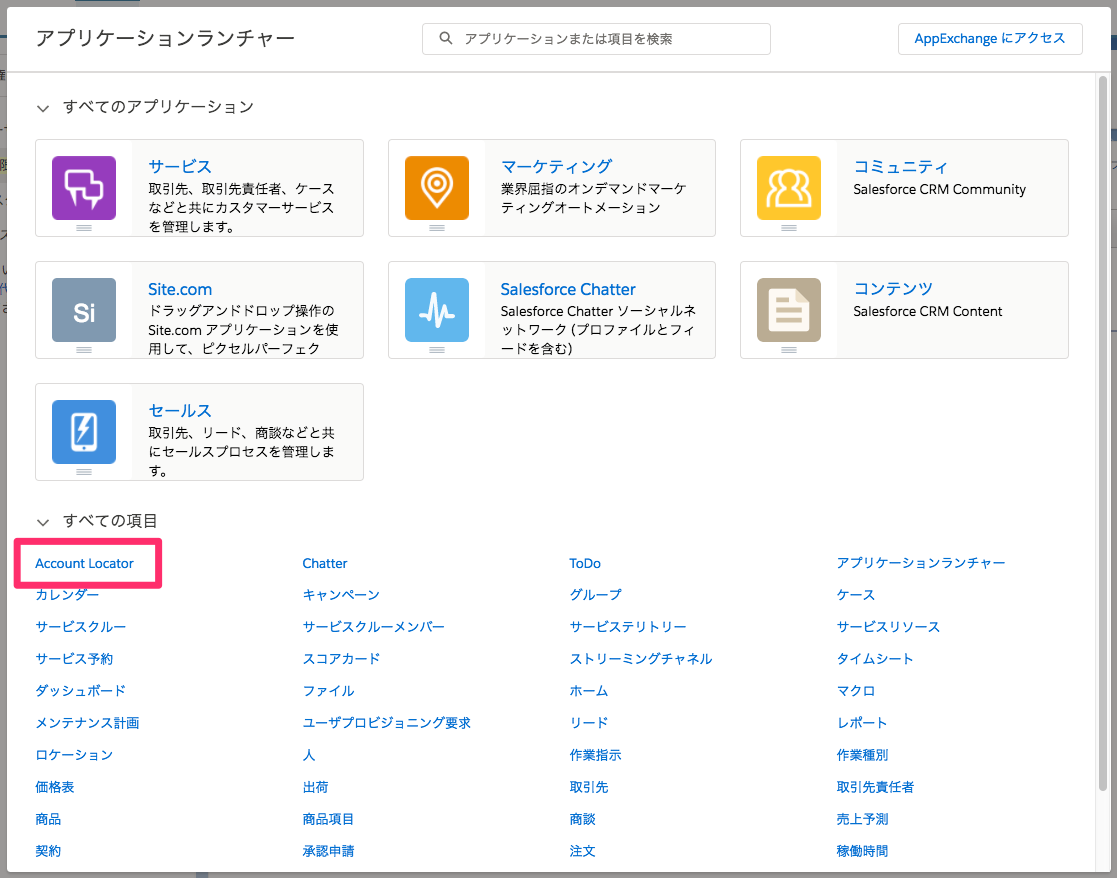 アプリケーションランチャー
アプリケーションまたは項目を検索
AppExchange にアクセス
すべてのアプリケーション
サービス
取引先、取引先責任者、ケース
などと共にカスタマーサービス
を管理します。
マーケティング
業界屈指のオンデマンドマーケ
ティングオートメーション
コミュニティ
Salesforce CRM Community
Si
Site.com
ドラッグアンドドロップ操作の
Site.com アプリケーションを使
用して、ピクセルパーフェク
Salesforce Chatter
Salesforce Chatter ソーシャルネ
ットワーク (プロファイルとフィ
ードを含む)
コンテンツ
Salesforce CRM Content
セールス
取引先、リード、商談などと共
にセールスプロセスを管理しま
す。
すべての項目
Account Locator
Chatter
ToDo
アプリケーションランチャー
カレンダー
キャンペーン
グループ
ケース
サービスクルー
サービスクルーメンバー
サービステリトリー
サービスリソース
サービス予約
スコアカード
ストリーミングチャネル
タイムシート
ダッシュボード
ファイル
ホーム
マクロ
メンテナンス計画
ユーザプロビジョニング要求
リード
レポート
ロケーション
人
作業指示
作業種別
価格表
出荷
取引先
取引先責任者
商品
商品項目
商談
売上予測
契約
承認申請
注文
稼働時間